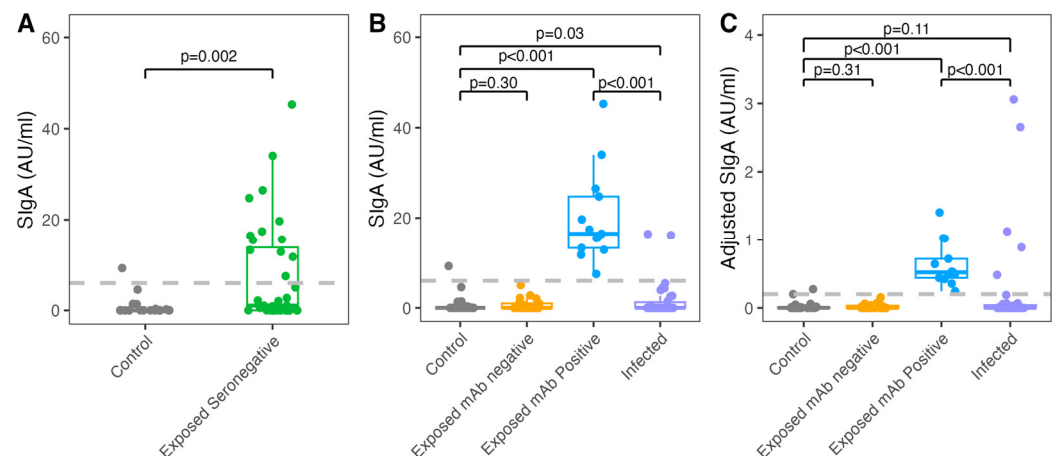 A
60
40
20
0
SIgA (AU/ml)
p=0.002
Control
Exposed Seronegative
B
60
40
20
0
SIgA (AU/ml)
p=0.03
p<0.001
p=0.30
p<0.001
Control
Exposed mAb negative
Exposed mAb Positive
Infected
C
4
3
2
1
0
Adjusted SIgA (AU/ml)
p=0.11
p<0.001
p=0.31
p<0.001
Control
Exposed mAb negative
Exposed mAb Positive
Infected